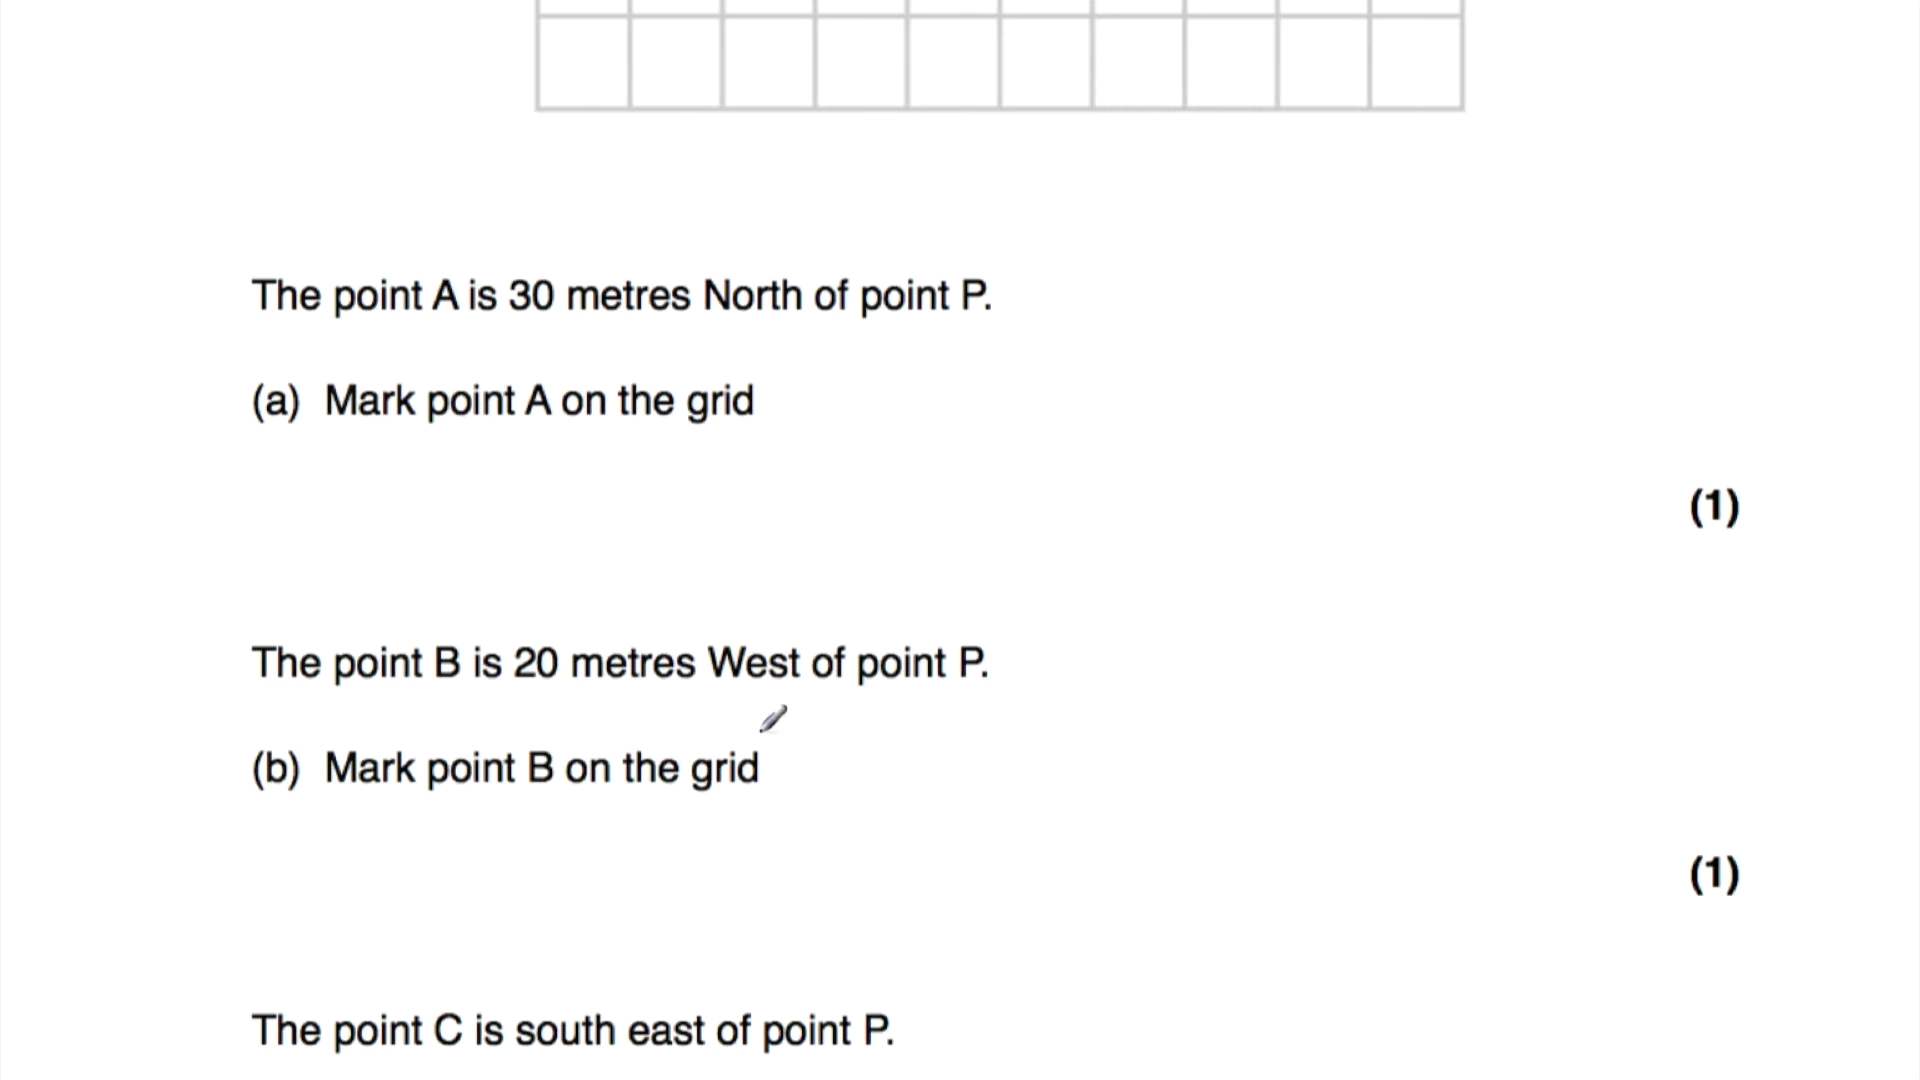 The point A is 30 metres North of point P.
(a) Mark point A on the grid
(1)
The point B is 20 metres West of point P.
(b) Mark point B on the grid
(1)
The point C is south east of point P.